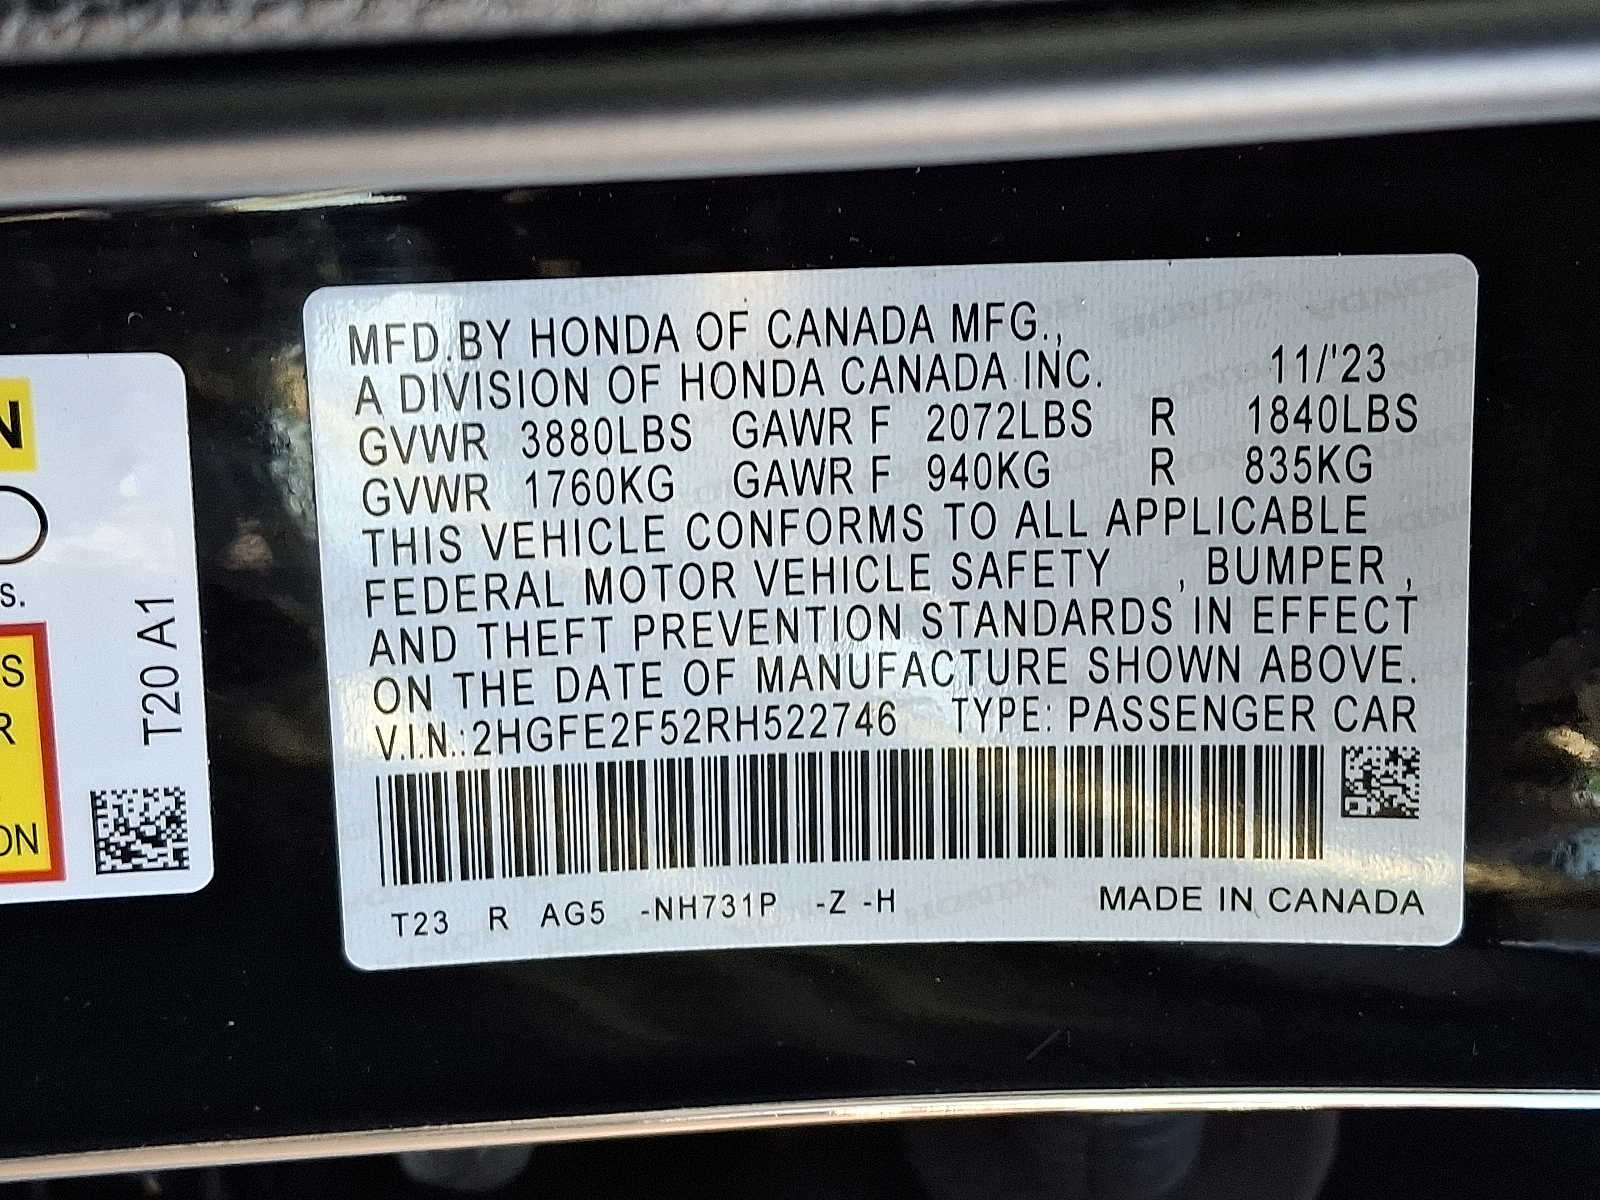 MFD.BY HONDA OF CANADA MFG.,
A DIVISION OF HONDA CANADA INC. 11/'23
GVWR 3880LBS GAWR F 2072LBS R 1840LBS
GVWR 1760KG GAWR F 940KG R 835KG
THIS VEHICLE CONFORMS TO ALL APPLICABLE
FEDERAL MOTOR VEHICLE SAFETY , BUMPER ,
AND THEFT PREVENTION STANDARDS IN EFFECT
ON THE DATE OF MANUFACTURE SHOWN ABOVE.
V.I.N.:2HGFE2F52RH522746 TYPE: PASSENGER CAR
T23 R AG5 -NH731P -Z -H MADE IN CANADA
N
S.
S
R
ON
T20 A1